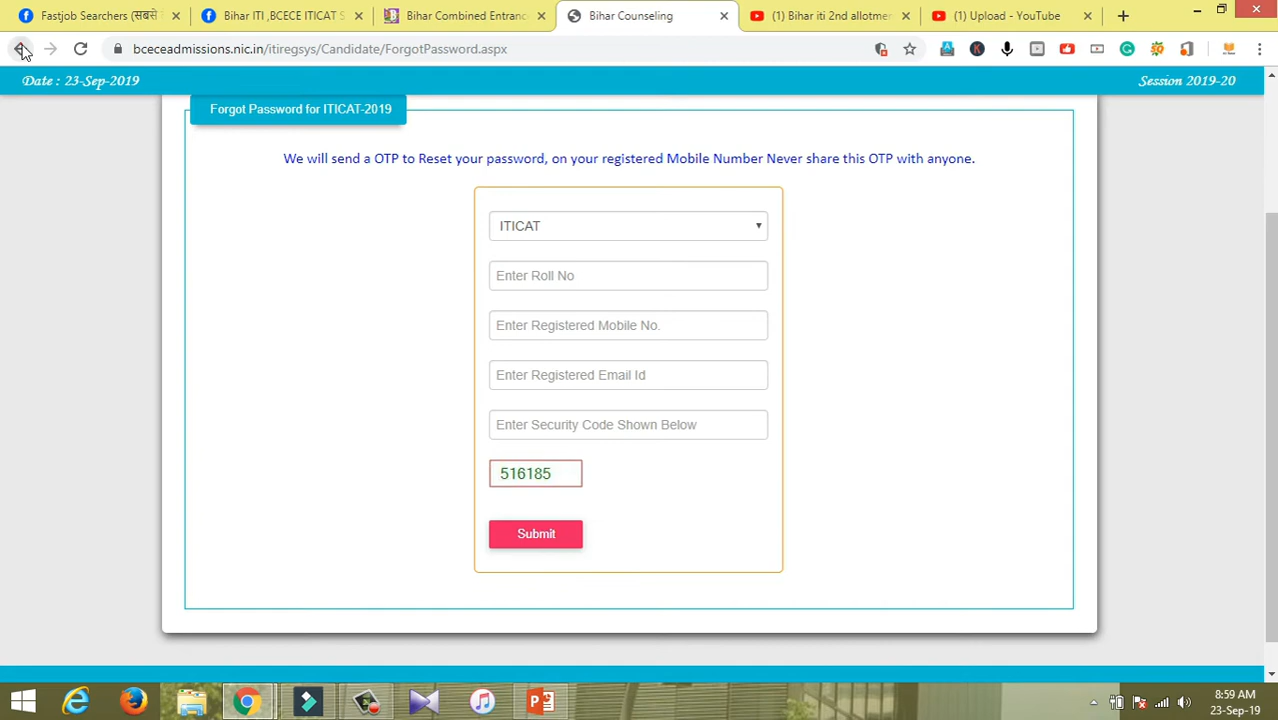 Fastjob Searchers (सबसे
Bihar ITI ,BCECE ITICAT S
Bihar Combined Entranc
Bihar Counseling
(1) Bihar iti 2nd allotmer
(1) Upload - YouTube
bceceadmissions.nic.in/itiregsys/Candidate/ForgotPassword.aspx
Date : 23-Sep-2019
Session 2019-20
Forgot Password for ITICAT-2019
We will send a OTP to Reset your password, on your registered Mobile Number Never share this OTP with anyone.
ITICAT
Enter Roll No
Enter Registered Mobile No.
Enter Registered Email Id
Enter Security Code Shown Below
516185
Submit
8:59 AM
23-Sep-19